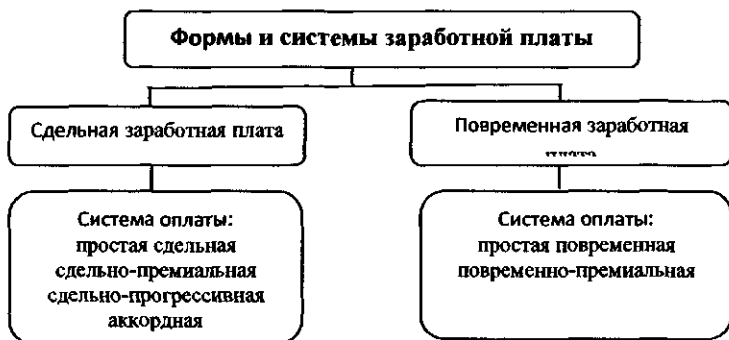 Формы и системы заработной платы
Сдельная заработная плата
Повременная заработная
Система оплаты:
простая сдельная
сдельно-премиальная
сдельно-прогрессивная
аккордная
Система оплаты:
простая повременная
повременно-премиальная